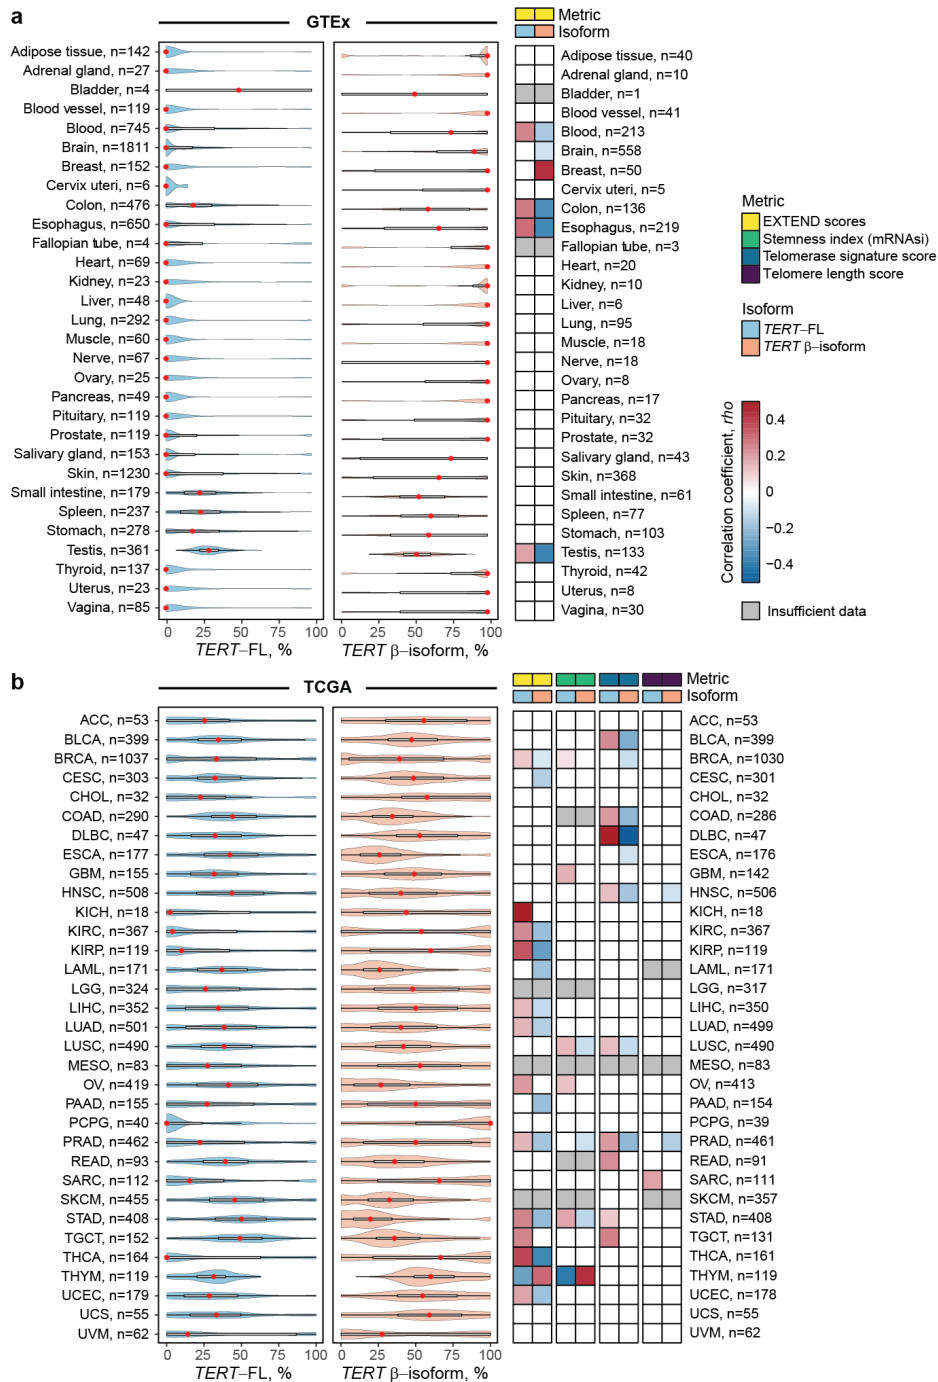 a
GTEx
Adipose tissue, n=142
Adrenal gland, n=27
Bladder, n=4
Blood vessel, n=119
Blood, n=745
Brain, n=1811
Breast, n=152
Cervix uteri, n=6
Colon, n=476
Esophagus, n=650
Fallopian tube, n=4
Heart, n=69
Kidney, n=23
Liver, n=48
Lung, n=292
Muscle, n=60
Nerve, n=67
Ovary, n=25
Pancreas, n=49
Pituitary, n=119
Prostate, n=119
Salivary gland, n=153
Skin, n=1230
Small intestine, n=179
Spleen, n=237
Stomach, n=278
Testis, n=361
Thyroid, n=137
Uterus, n=23
Vagina, n=85
0 25 50 75 100
TERT–FL, %
0 25 50 75 100
TERT β–isoform, %
Metric
Isoform
Adipose tissue, n=40
Adrenal gland, n=10
Bladder, n=1
Blood vessel, n=41
Blood, n=213
Brain, n=558
Breast, n=50
Cervix uteri, n=5
Colon, n=136
Esophagus, n=219
Fallopian tube, n=3
Heart, n=20
Kidney, n=10
Liver, n=6
Lung, n=95
Muscle, n=18
Nerve, n=18
Ovary, n=8
Pancreas, n=17
Pituitary, n=32
Prostate, n=32
Salivary gland, n=43
Skin, n=368
Small intestine, n=61
Spleen, n=77
Stomach, n=103
Testis, n=133
Thyroid, n=42
Uterus, n=8
Vagina, n=30
Metric
EXTEND scores
Stemness index (mRNAsi)
Telomerase signature score
Telomere length score
Isoform
TERT–FL
TERT β–isoform
Correlation coefficient, rho
0.4
0.2
0
−0.2
−0.4
Insufficient data
b
TCGA
ACC, n=53
BLCA, n=399
BRCA, n=1037
CESC, n=303
CHOL, n=32
COAD, n=290
DLBC, n=47
ESCA, n=177
GBM, n=155
HNSC, n=508
KICH, n=18
KIRC, n=367
KIRP, n=119
LAML, n=171
LGG, n=324
LIHC, n=352
LUAD, n=501
LUSC, n=490
MESO, n=83
OV, n=419
PAAD, n=155
PCPG, n=40
PRAD, n=462
READ, n=93
SARC, n=112
SKCM, n=455
STAD, n=408
TGCT, n=152
THCA, n=164
THYM, n=119
UCEC, n=179
UCS, n=55
UVM, n=62
0 25 50 75 100
TERT–FL, %
0 25 50 75 100
TERT β–isoform, %
Metric
Isoform
ACC, n=53
BLCA, n=399
BRCA, n=1030
CESC, n=301
CHOL, n=32
COAD, n=286
DLBC, n=47
ESCA, n=176
GBM, n=142
HNSC, n=506
KICH, n=18
KIRC, n=367
KIRP, n=119
LAML, n=171
LGG, n=317
LIHC, n=350
LUAD, n=499
LUSC, n=490
MESO, n=83
OV, n=413
PAAD, n=154
PCPG, n=39
PRAD, n=461
READ, n=91
SARC, n=111
SKCM, n=357
STAD, n=408
TGCT, n=131
THCA, n=161
THYM, n=119
UCEC, n=178
UCS, n=55
UVM, n=62